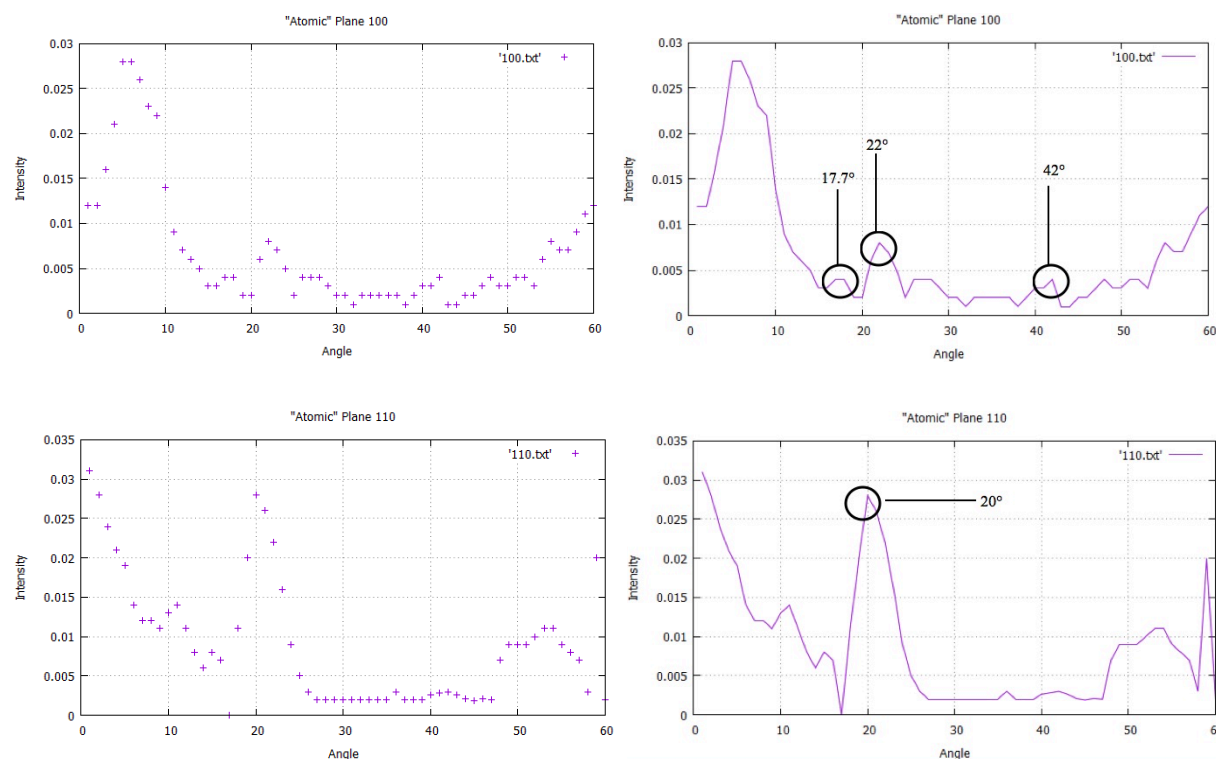 "Atomic" Plane 100
'100.txt'
Intensity
0.03
0.025
0.02
0.015
0.01
0.005
0
0 10 20 30 40 50 60
Angle
"Atomic" Plane 100
'100.txt'
22º
17.7º
42º
Intensity
0.03
0.025
0.02
0.015
0.01
0.005
0
0 10 20 30 40 50 60
Angle
"Atomic" Plane 110
'110.txt'
Intensity
0.035
0.03
0.025
0.02
0.015
0.01
0.005
0
0 10 20 30 40 50 60
Angle
"Atomic" Plane 110
'110.txt'
20º
Intensity
0.035
0.03
0.025
0.02
0.015
0.01
0.005
0
0 10 20 30 40 50 60
Angle